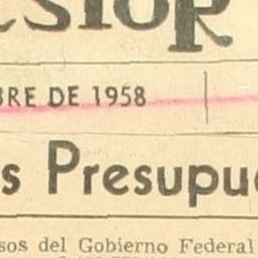 BRE DE 1958
s Presupu
sos del Gobierno Federal